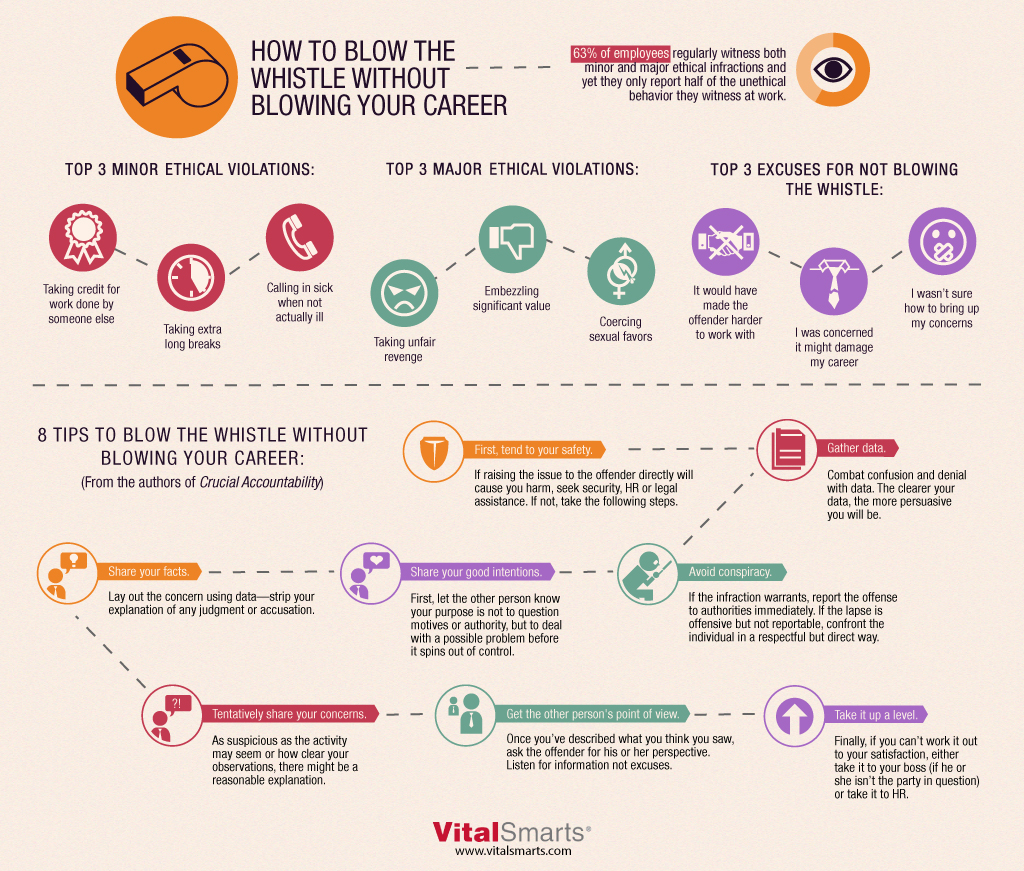 HOW TO BLOW THE
WHISTLE WITHOUT
BLOWING YOUR CAREER
63% of employees regularly witness both
minor and major ethical infractions and
yet they only report half of the unethical
behavior they witness at work.
TOP 3 MINOR ETHICAL VIOLATIONS:
Taking credit for
work done by
someone else
Taking extra
long breaks
Calling in sick
when not
actually ill
TOP 3 MAJOR ETHICAL VIOLATIONS:
Taking unfair
revenge
Embezzling
significant value
Coercing
sexual favors
TOP 3 EXCUSES FOR NOT BLOWING
THE WHISTLE:
It would have
made the
offender harder
to work with
I was concerned
it might damage
my career
I wasn't sure
how to bring up
my concerns
8 TIPS TO BLOW THE WHISTLE WITHOUT
BLOWING YOUR CAREER:
(From the authors of Crucial Accountability)
First, tend to your safety.
If raising the issue to the offender directly will
cause you harm, seek security, HR or legal
assistance. If not, take the following steps.
Gather data.
Combat confusion and denial
with data. The clearer your
data, the more persuasive
you will be.
Avoid conspiracy.
If the infraction warrants, report the offense
to authorities immediately. If the lapse is
offensive but not reportable, confront the
individual in a respectful but direct way.
Share your good intentions.
First, let the other person know
your purpose is not to question
motives or authority, but to deal
with a possible problem before
it spins out of control.
Share your facts.
Lay out the concern using data—strip your
explanation of any judgment or accusation.
?!
Tentatively share your concerns.
As suspicious as the activity
may seem or how clear your
observations, there might be a
reasonable explanation.
Get the other person's point of view.
Once you've described what you think you saw,
ask the offender for his or her perspective.
Listen for information not excuses.
Take it up a level.
Finally, if you can't work it out
to your satisfaction, either
take it to your boss (if he or
she isn't the party in question)
or take it to HR.
VitalSmarts®
www.vitalsmarts.com